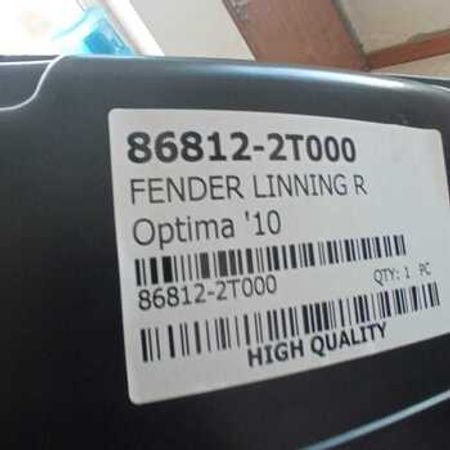 86812-2T000
FENDER LINNING R
Optima '10
86812-2T000 QTY: 1 PC
HIGH QUALITY